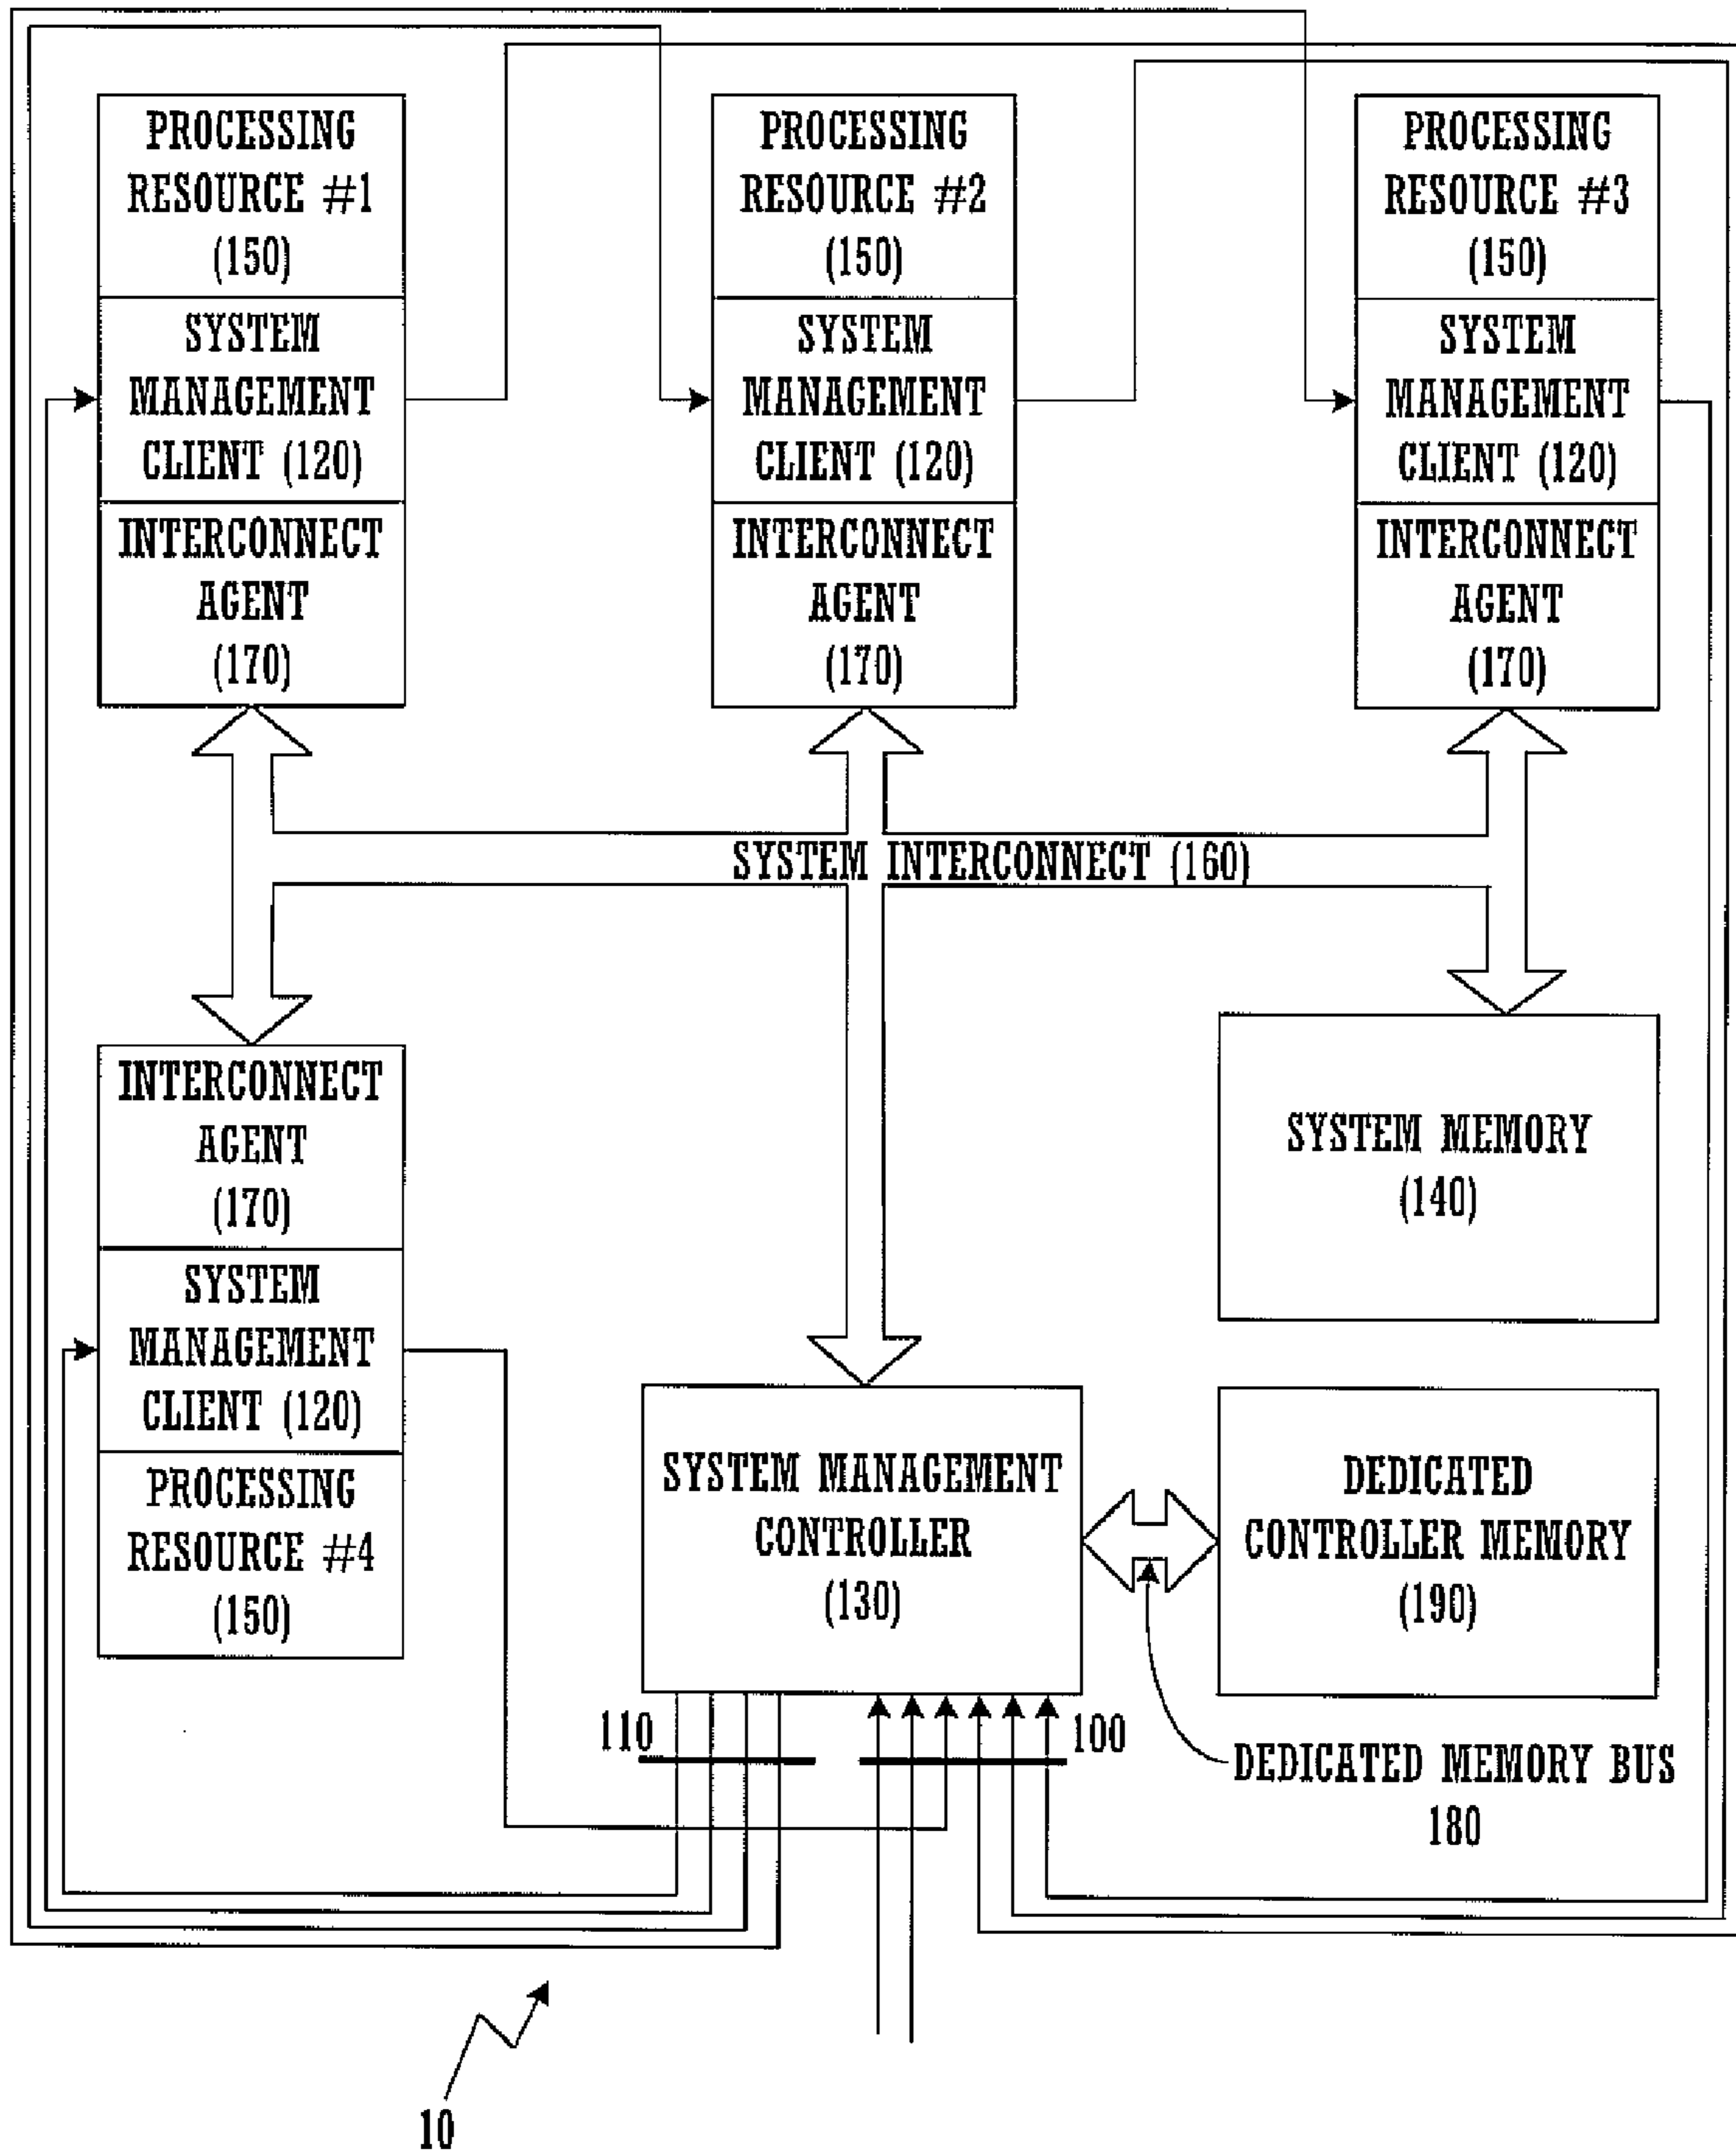 PROCESSING
RESOURCE #1
(150)
SYSTEM
MANAGEMENT
CLIENT (120)
INTERCONNECT
AGENT
(170)
PROCESSING
RESOURCE #2
(150)
SYSTEM
MANAGEMENT
CLIENT (120)
INTERCONNECT
AGENT
(170)
PROCESSING
RESOURCE #3
(150)
SYSTEM
MANAGEMENT
CLIENT (120)
INTERCONNECT
AGENT
(170)
SYSTEM INTERCONNECT (160)
INTERCONNECT
AGENT
(170)
SYSTEM
MANAGEMENT
CLIENT (120)
PROCESSING
RESOURCE #4
(150)
SYSTEM MEMORY
(140)
SYSTEM MANAGEMENT
CONTROLLER
(130)
DEDICATED
CONTROLLER MEMORY
(190)
110
100
DEDICATED MEMORY BUS
180
10